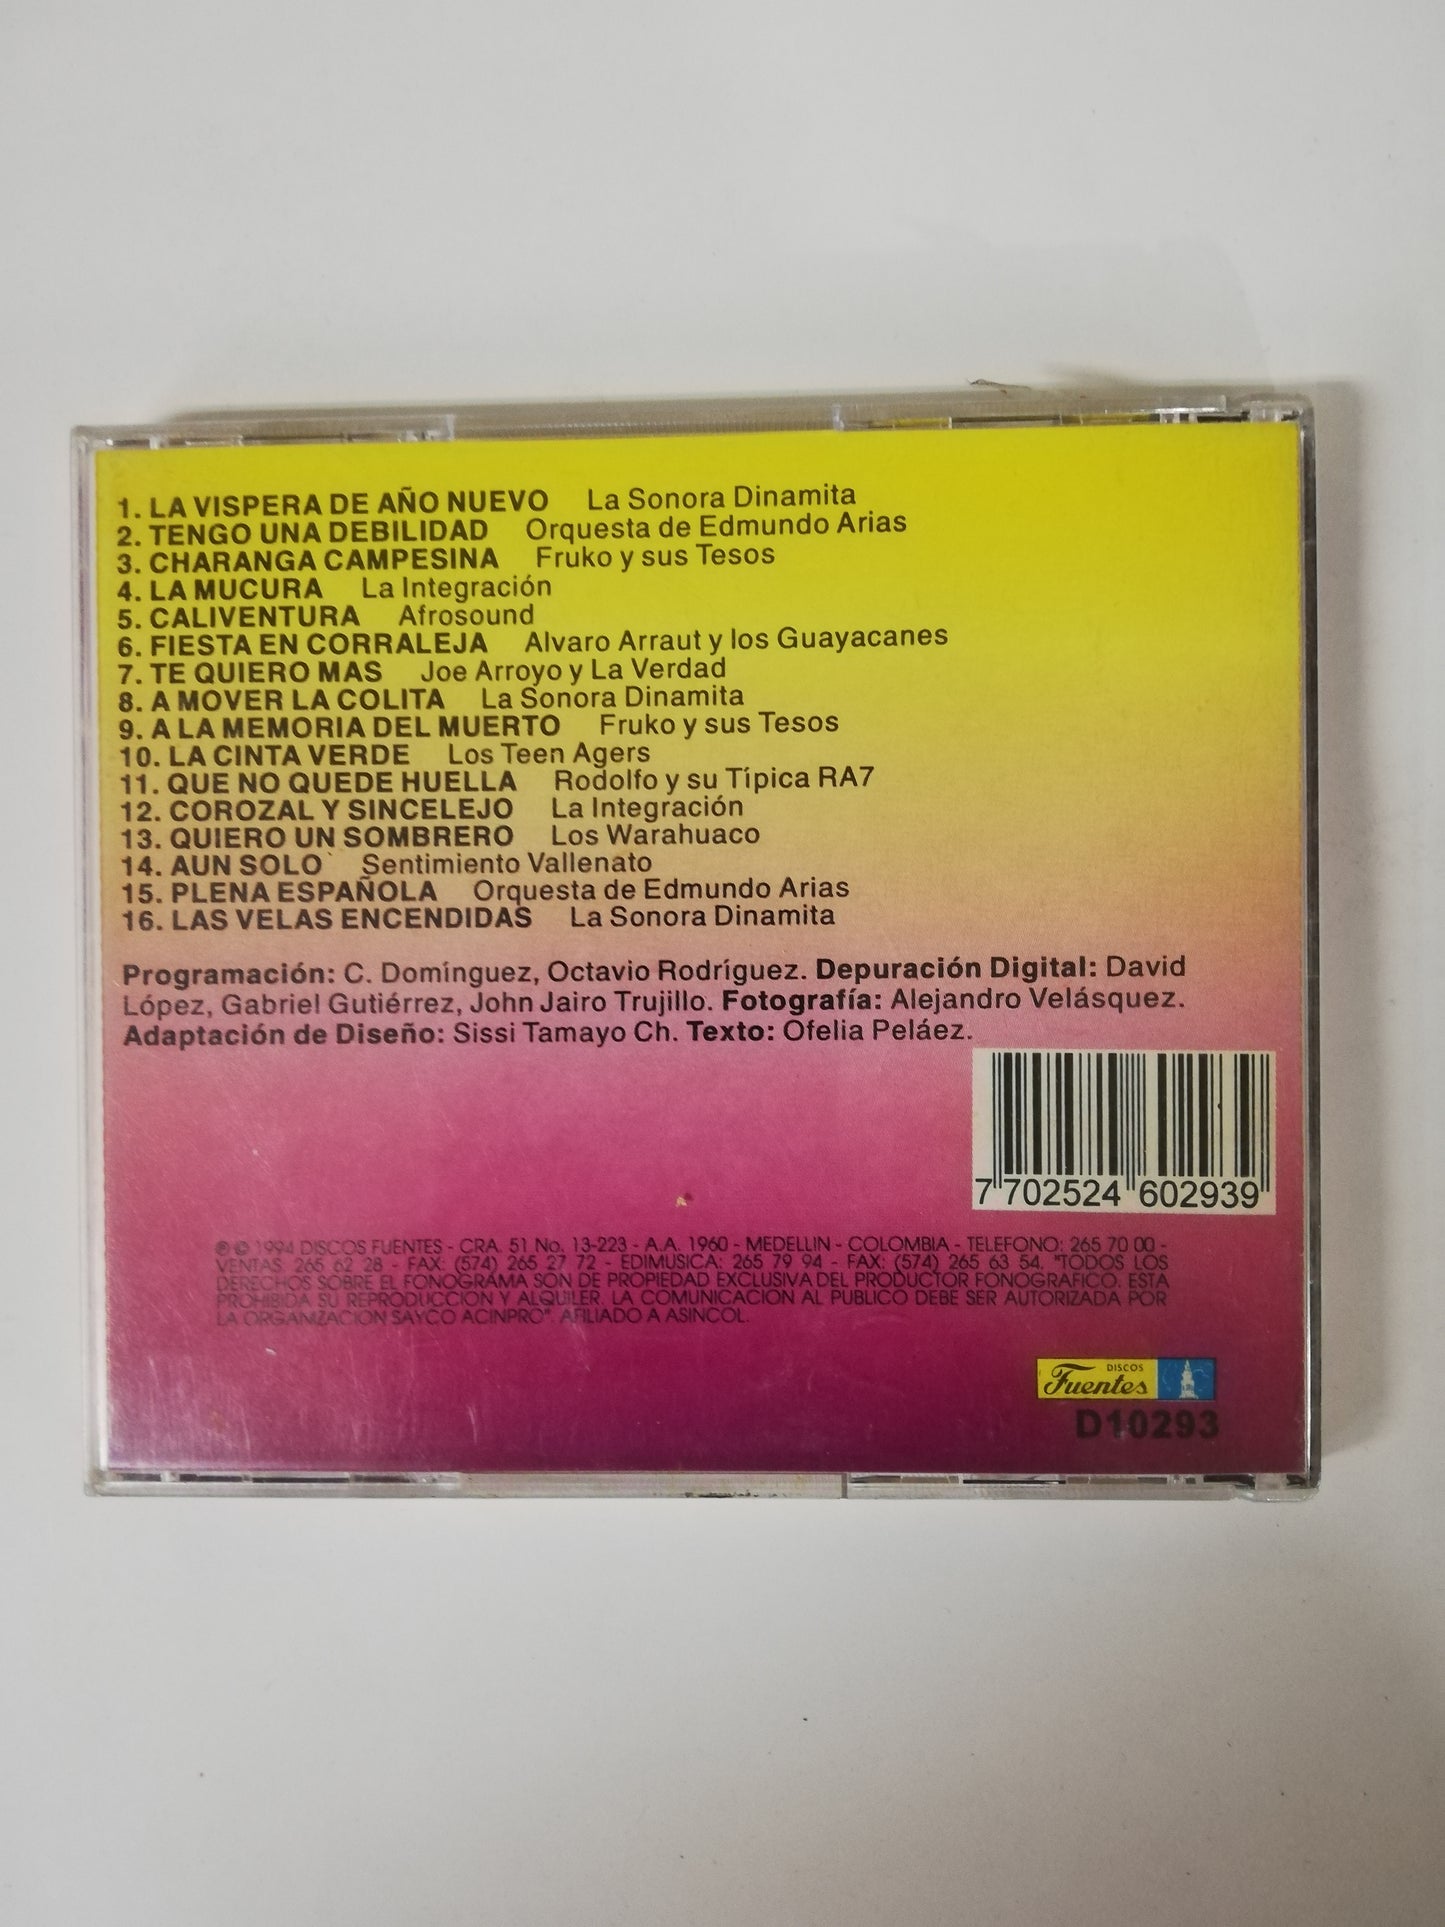 1. LA VISPERA DE AÑO NUEVO La Sonora Dinamita
2. TENGO UNA DEBILIDAD Orquesta de Edmundo Arias
3. CHARANGA CAMPESINA Fruko y sus Tesos
4. LA MUCURA La Integración
5. CALIVENTURA Afrosound
6. FIESTA EN CORRALEJA Alvaro Arraut y los Guayacanes
7. TE QUIERO MAS Joe Arroyo y La Verdad
8. A MOVER LA COLITA La Sonora Dinamita
9. A LA MEMORIA DEL MUERTO Fruko y sus Tesos
10. LA CINTA VERDE Los Teen Agers
11. QUE NO QUEDE HUELLA Rodolfo y su Típica RA7
12. COROZAL Y SINCELEJO La Integración
13. QUIERO UN SOMBRERO Los Warahuaco
14. AUN SOLO Sentimiento Vallenato
15. PLENA ESPAÑOLA Orquesta de Edmundo Arias
16. LAS VELAS ENCENDIDAS La Sonora Dinamita
Programación: C. Domínguez, Octavio Rodríguez. Depuración Digital: David
López, Gabriel Gutiérrez, John Jairo Trujillo. Fotografía: Alejandro Velásquez.
Adaptación de Diseño: Sissi Tamayo Ch. Texto: Ofelia Peláez.
7 702524 602939
℗ © 1994 DISCOS FUENTES - CRA. 51 No. 13-223 - A.A. 1960 - MEDELLIN - COLOMBIA - TELEFONO: 265 70 00 -
VENTAS. 265 62 28 - FAX: (574) 265 27 72 - EDIMUSICA: 265 79 94 - FAX: (574) 265 63 54. "TODOS LOS
DERECHOS SOBRE EL FONOGRAMA SON DE PROPIEDAD EXCLUSIVA DEL PRODUCTOR FONOGRAFICO. ESTA
PROHIBIDA SU REPRODUCCION Y ALQUILER. LA COMUNICACION AL PUBLICO DEBE SER AUTORIZADA POR
LA ORGANIZACION SAYCO ACINPRO". AFILIADO A ASINCOL.
DISCOS
Fuentes
D10293